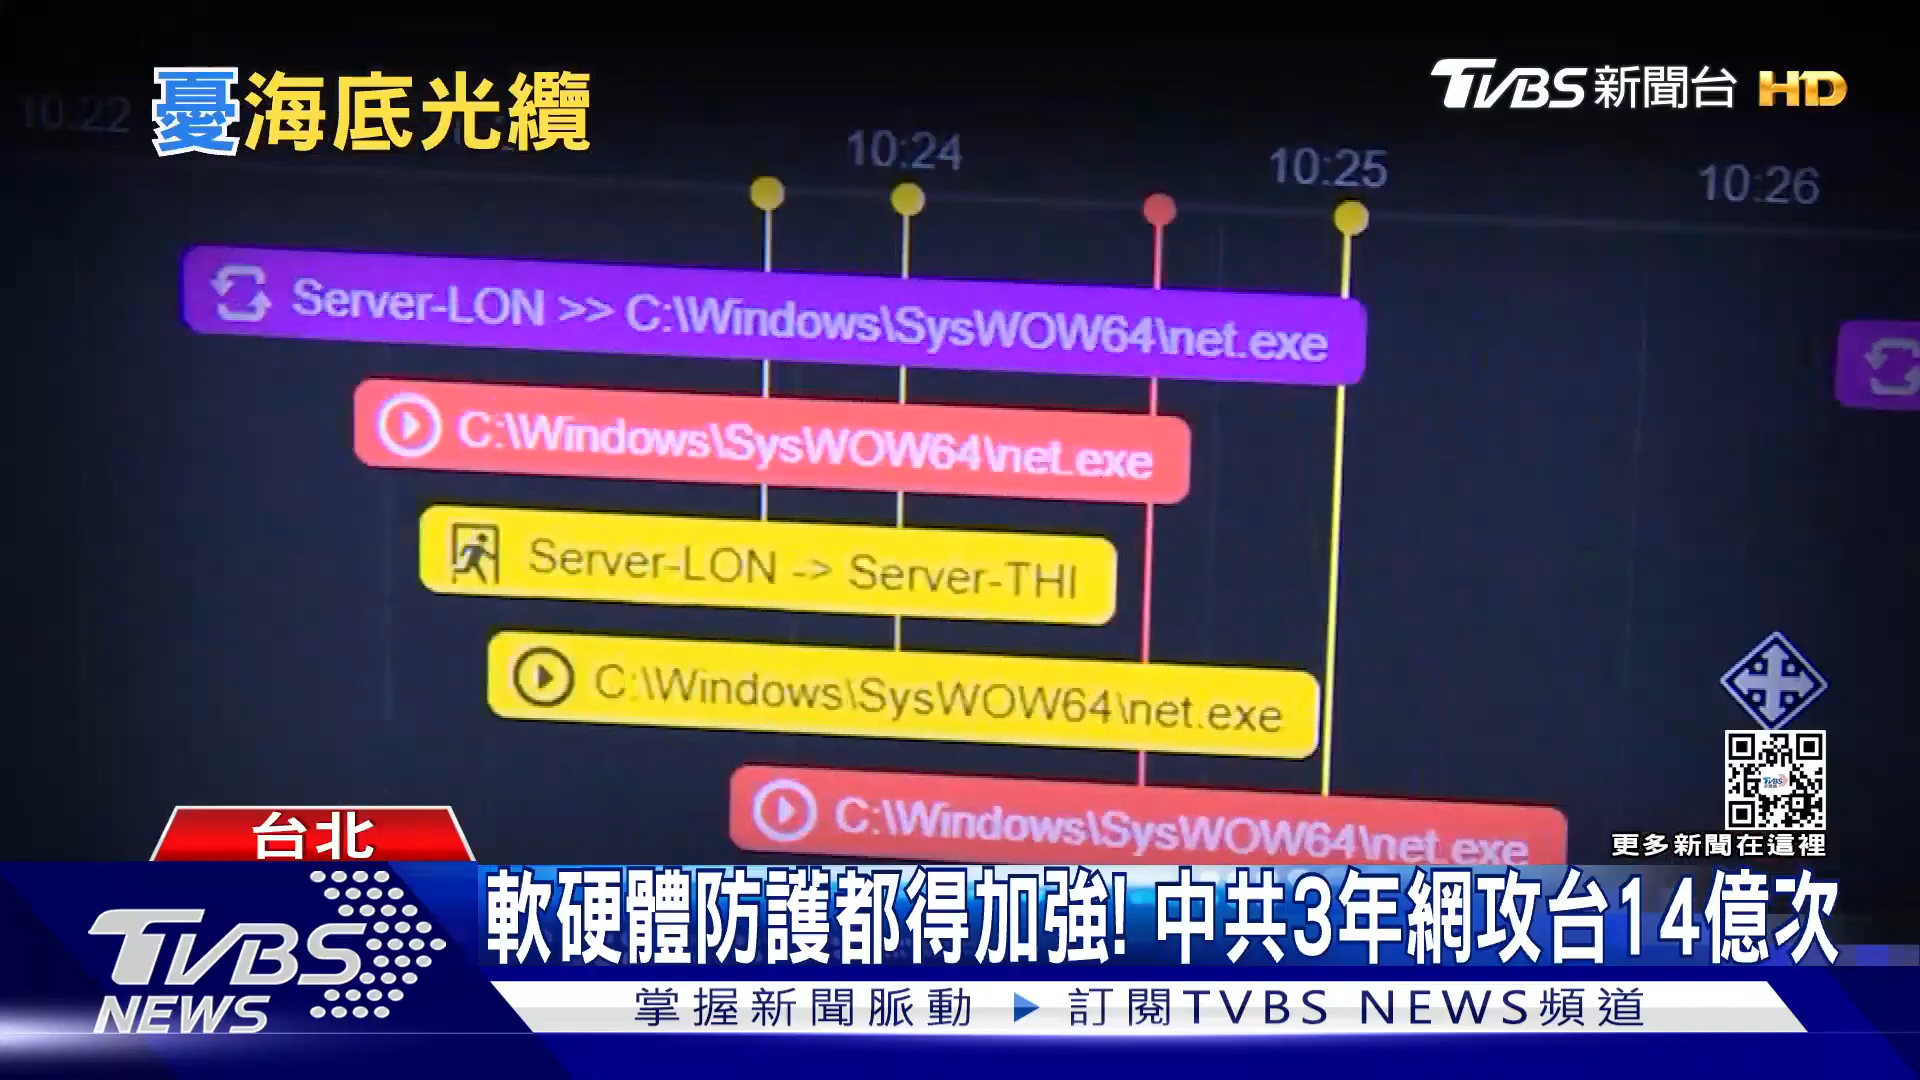 憂海底光纜
TVBS新聞台 HD
10:22
10:24
10:25
10:26
Server-LON >> C:\Windows\SysWOW64\net.exe
C:\Windows\SysWOW64\net.exe
Server-LON -> Server-THI
C:\Windows\SysWOW64\net.exe
C:\Windows\SysWOW64\net.exe
TVBS
更多新聞在這裡
台北
軟硬體防護都得加強! 中共3年網攻台14億次
TVBS NEWS
掌握新聞脈動 ▶ 訂閱TVBS NEWS頻道